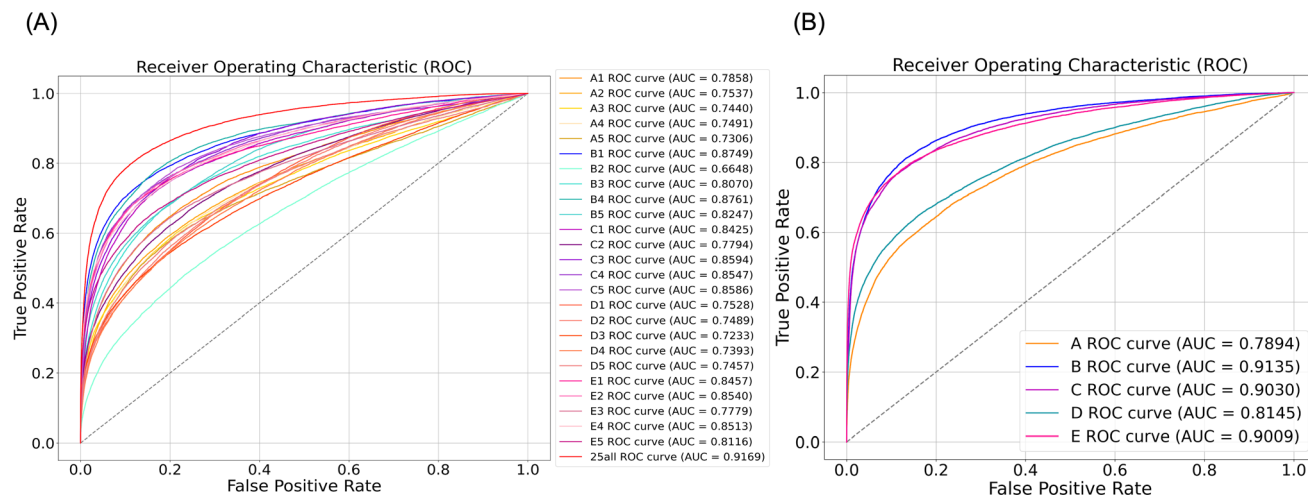 (A)
Receiver Operating Characteristic (ROC)
True Positive Rate
1.0
0.8
0.6
0.4
0.2
0.0
0.0 0.2 0.4 0.6 0.8 1.0
False Positive Rate
A1 ROC curve (AUC = 0.7858)
A2 ROC curve (AUC = 0.7537)
A3 ROC curve (AUC = 0.7440)
A4 ROC curve (AUC = 0.7491)
A5 ROC curve (AUC = 0.7306)
B1 ROC curve (AUC = 0.8749)
B2 ROC curve (AUC = 0.6648)
B3 ROC curve (AUC = 0.8070)
B4 ROC curve (AUC = 0.8761)
B5 ROC curve (AUC = 0.8247)
C1 ROC curve (AUC = 0.8425)
C2 ROC curve (AUC = 0.7794)
C3 ROC curve (AUC = 0.8594)
C4 ROC curve (AUC = 0.8547)
C5 ROC curve (AUC = 0.8586)
D1 ROC curve (AUC = 0.7528)
D2 ROC curve (AUC = 0.7489)
D3 ROC curve (AUC = 0.7233)
D4 ROC curve (AUC = 0.7393)
D5 ROC curve (AUC = 0.7457)
E1 ROC curve (AUC = 0.8457)
E2 ROC curve (AUC = 0.8540)
E3 ROC curve (AUC = 0.7779)
E4 ROC curve (AUC = 0.8513)
E5 ROC curve (AUC = 0.8116)
25all ROC curve (AUC = 0.9169)
(B)
Receiver Operating Characteristic (ROC)
True Positive Rate
1.0
0.8
0.6
0.4
0.2
0.0
0.0 0.2 0.4 0.6 0.8 1.0
False Positive Rate
A ROC curve (AUC = 0.7894)
B ROC curve (AUC = 0.9135)
C ROC curve (AUC = 0.9030)
D ROC curve (AUC = 0.8145)
E ROC curve (AUC = 0.9009)